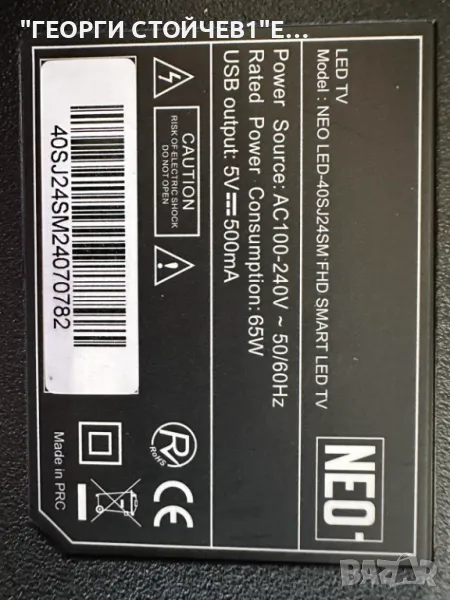 "ГЕОРГИ СТОЙЧЕВ1"Е...
NEO
LED TV
Model : NEO LED-40SJ24SM:FHD SMART LED TV
Power Source: AC100-240V ~ 50/60Hz
Rated Power Consumption: 65W
USB output: 5V⎓500mA
CAUTION
RISK OF ELECTRIC SHOCK
DO NOT OPEN
RoHS
CE
40SJ24SM24070782
Made in PRC
BAZAR